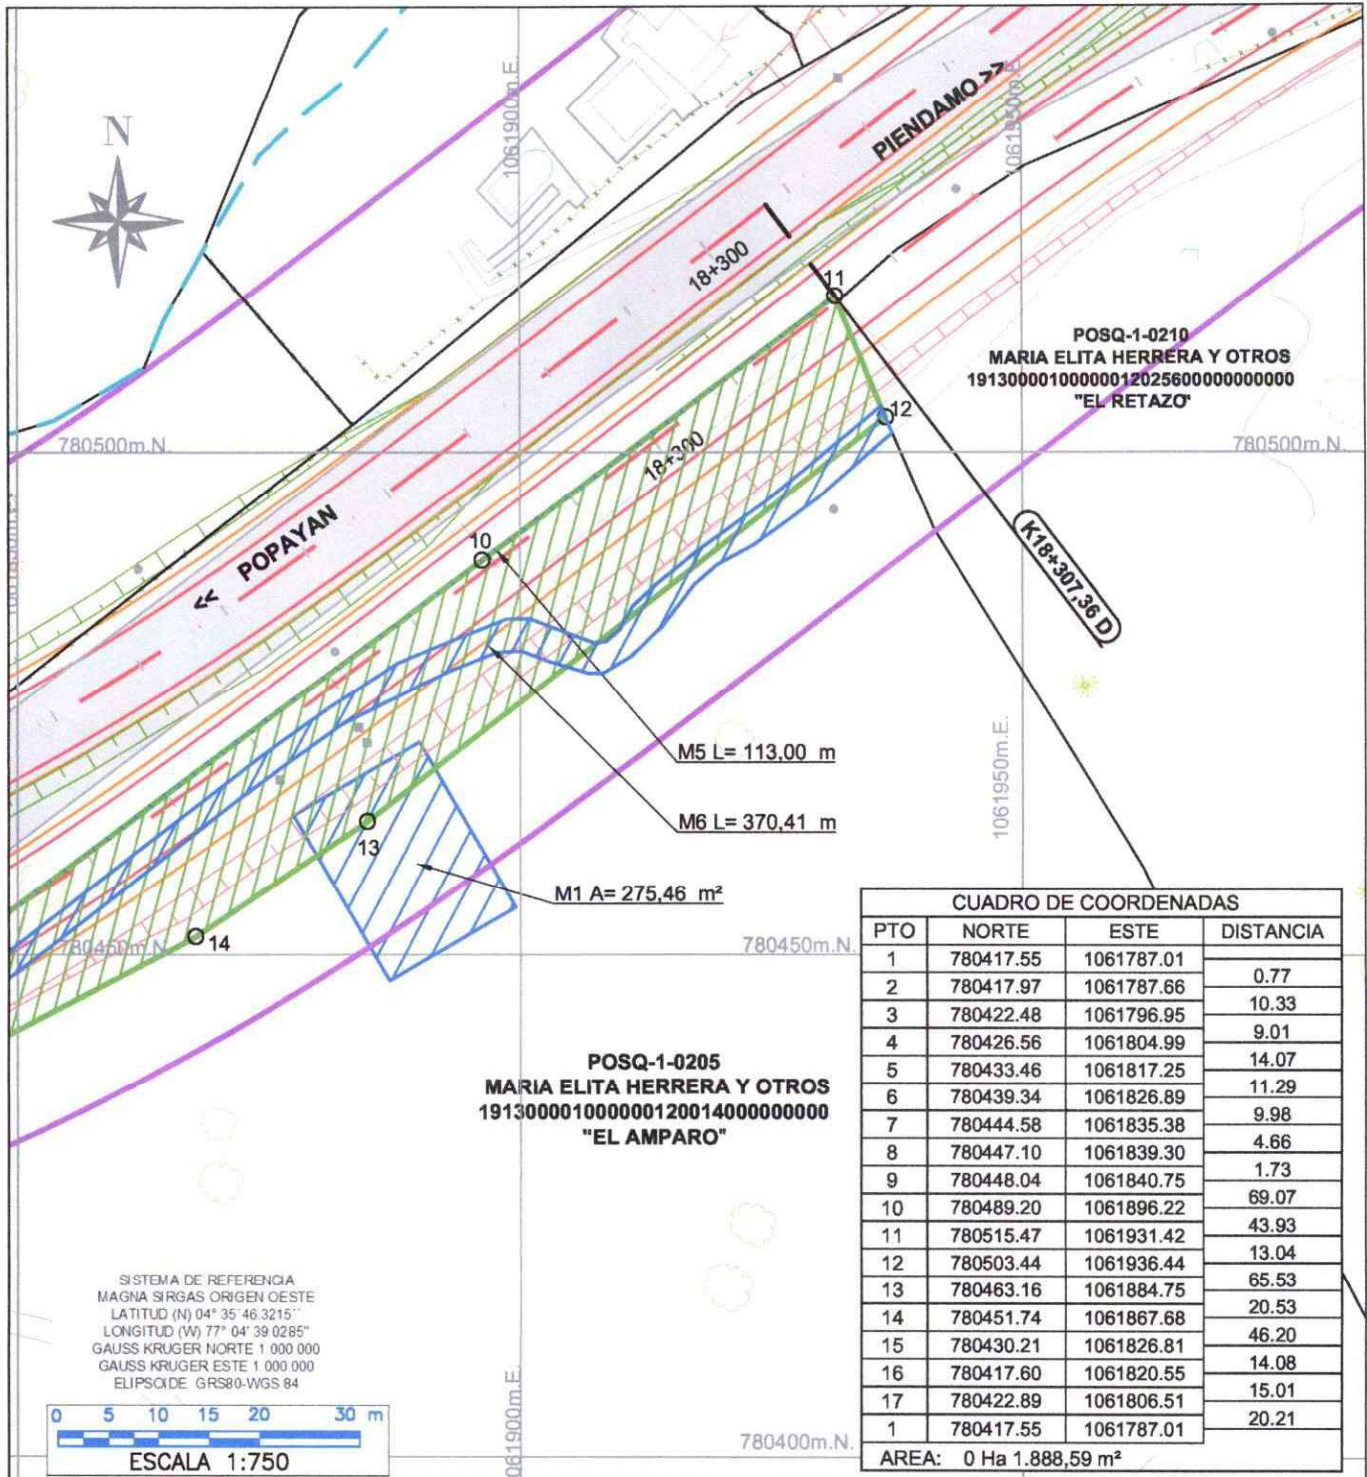 N
1061900m.E.
1061950m.E.
PIENDAMO >>
18+300
11
POSQ-1-0210
MARIA ELITA HERRERA Y OTROS
"EL RETAZO"
12
780500m.N.
780500m.N.
18+300
10
<< POPAYAN
K18+307,36 D
M5 L= 113,00 m
M6 L= 370,41 m
1061950m.E.
13
M1 A= 275,46 m²
14
780450m.N.
780450m.N.
POSQ-1-0205
MARIA ELITA HERRERA Y OTROS
"EL AMPARO"
CUADRO DE COORDENADAS
PTO NORTE ESTE DISTANCIA
1 780417.55 1061787.01
0.77
2 780417.97 1061787.66
10.33
3 780422.48 1061796.95
9.01
4 780426.56 1061804.99
14.07
5 780433.46 1061817.25
11.29
6 780439.34 1061826.89
9.98
7 780444.58 1061835.38
4.66
8 780447.10 1061839.30
1.73
9 780448.04 1061840.75
69.07
10 780489.20 1061896.22
43.93
11 780515.47 1061931.42
13.04
12 780503.44 1061936.44
65.53
13 780463.16 1061884.75
20.53
14 780451.74 1061867.68
46.20
15 780430.21 1061826.81
14.08
16 780417.60 1061820.55
15.01
17 780422.89 1061806.51
20.21
1 780417.55 1061787.01
AREA: 0 Ha 1.888,59 m²
SISTEMA DE REFERENCIA
MAGNA SIRGAS ORIGEN OESTE
LATITUD (N) 04° 35' 46.3215''
LONGITUD (W) 77° 04' 39.0285"
GAUSS KRUGER NORTE 1 000 000
GAUSS KRUGER ESTE 1 000 000
ELIPSOIDE GRS80-WGS 84
0 5 10 15 20 30 m
ESCALA 1:750
1061900m.E.
780400m.N.